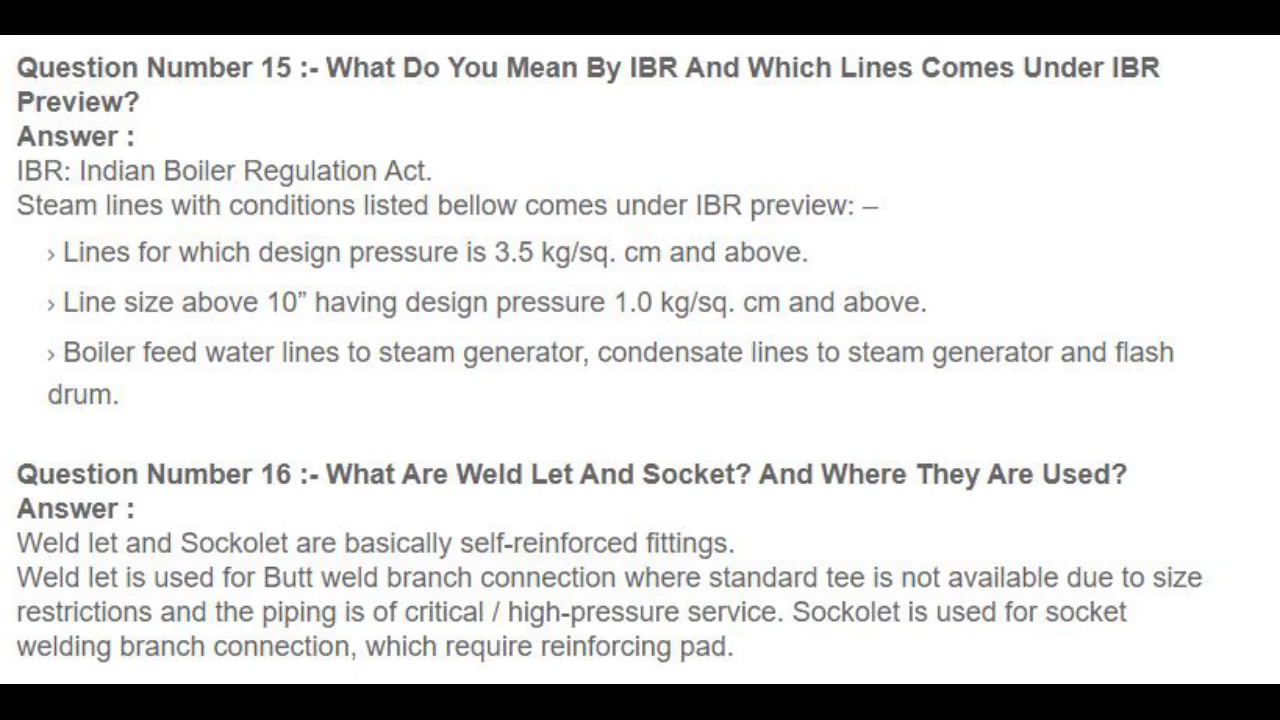 Question Number 15 :- What Do You Mean By IBR And Which Lines Comes Under IBR
Preview?
Answer :
IBR: Indian Boiler Regulation Act.
Steam lines with conditions listed bellow comes under IBR preview: –
› Lines for which design pressure is 3.5 kg/sq. cm and above.
› Line size above 10” having design pressure 1.0 kg/sq. cm and above.
› Boiler feed water lines to steam generator, condensate lines to steam generator and flash
drum.
Question Number 16 :- What Are Weld Let And Socket? And Where They Are Used?
Answer :
Weld let and Sockolet are basically self-reinforced fittings.
Weld let is used for Butt weld branch connection where standard tee is not available due to size
restrictions and the piping is of critical / high-pressure service. Sockolet is used for socket
welding branch connection, which require reinforcing pad.